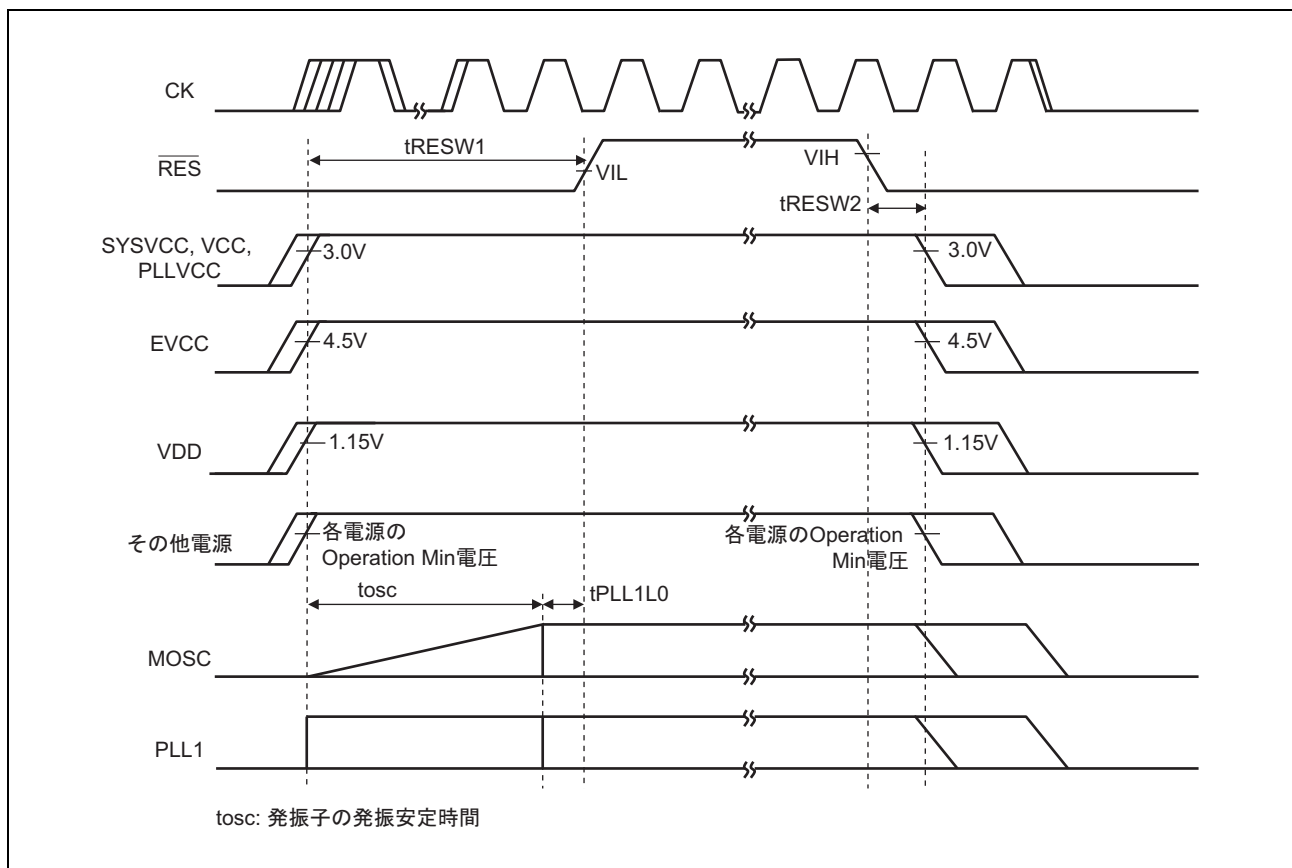 CK
RES
tRESW1
VIL
VIH
tRESW2
SYSVCC, VCC,
PLLVCC
3.0V
3.0V
EVCC
4.5V
4.5V
VDD
1.15V
1.15V
その他電源
各電源の
Operation Min電圧
各電源のOperation
Min電圧
tosc
tPLL1L0
MOSC
PLL1
tosc: 発振子の発振安定時間